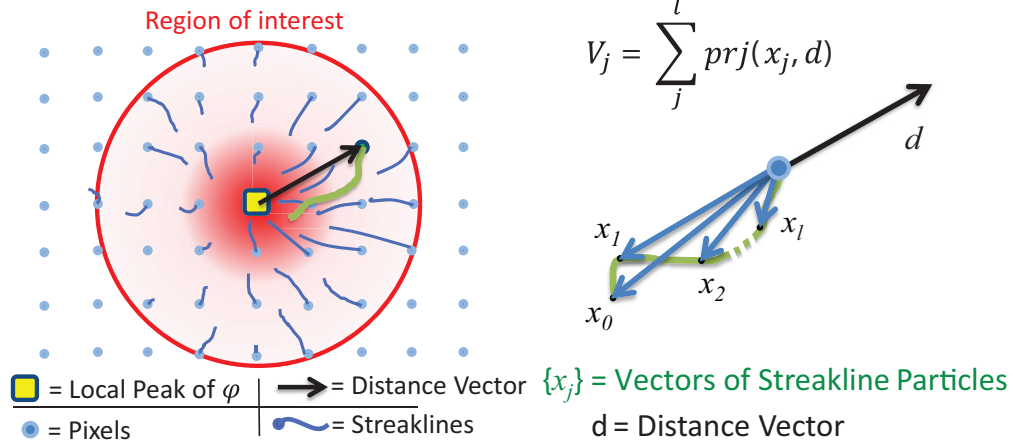 Region of interest
V_j = \sum_{j}^{l} prj(x_j, d)
d
x_l
x_1
x_2
x_0
= Local Peak of φ
= Distance Vector
= Pixels
= Streaklines
{x_j} = Vectors of Streakline Particles
d = Distance Vector